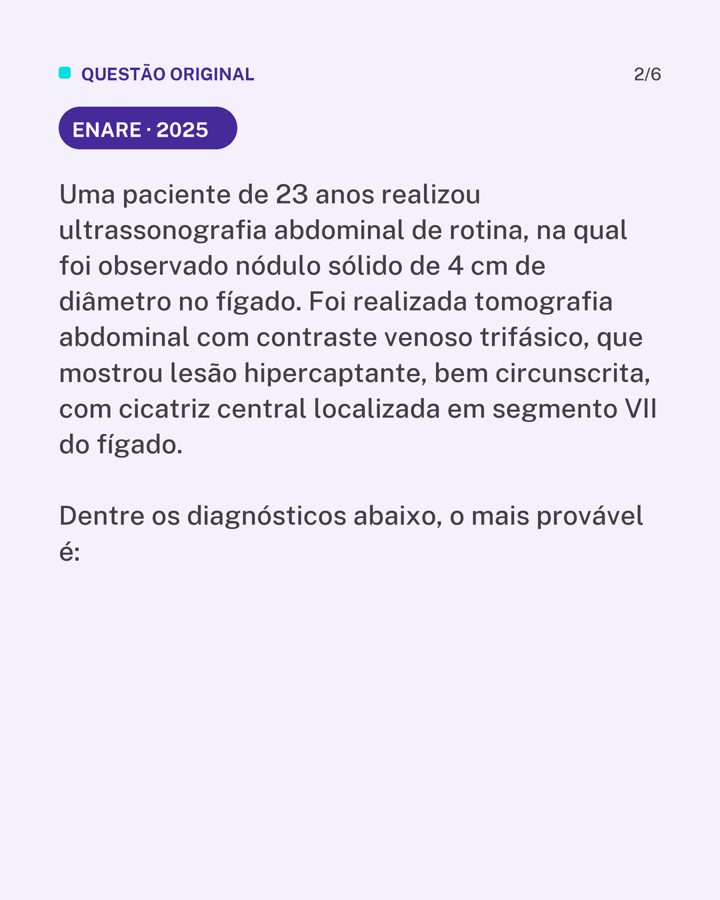 QUESTÃO ORIGINAL
2/6
ENARE · 2025
Uma paciente de 23 anos realizou
ultrassonografia abdominal de rotina, na qual
foi observado nódulo sólido de 4 cm de
diâmetro no fígado. Foi realizada tomografia
abdominal com contraste venoso trifásico, que
mostrou lesão hipercaptante, bem circunscrita,
com cicatriz central localizada em segmento VII
do fígado.
Dentre os diagnósticos abaixo, o mais provável
é: